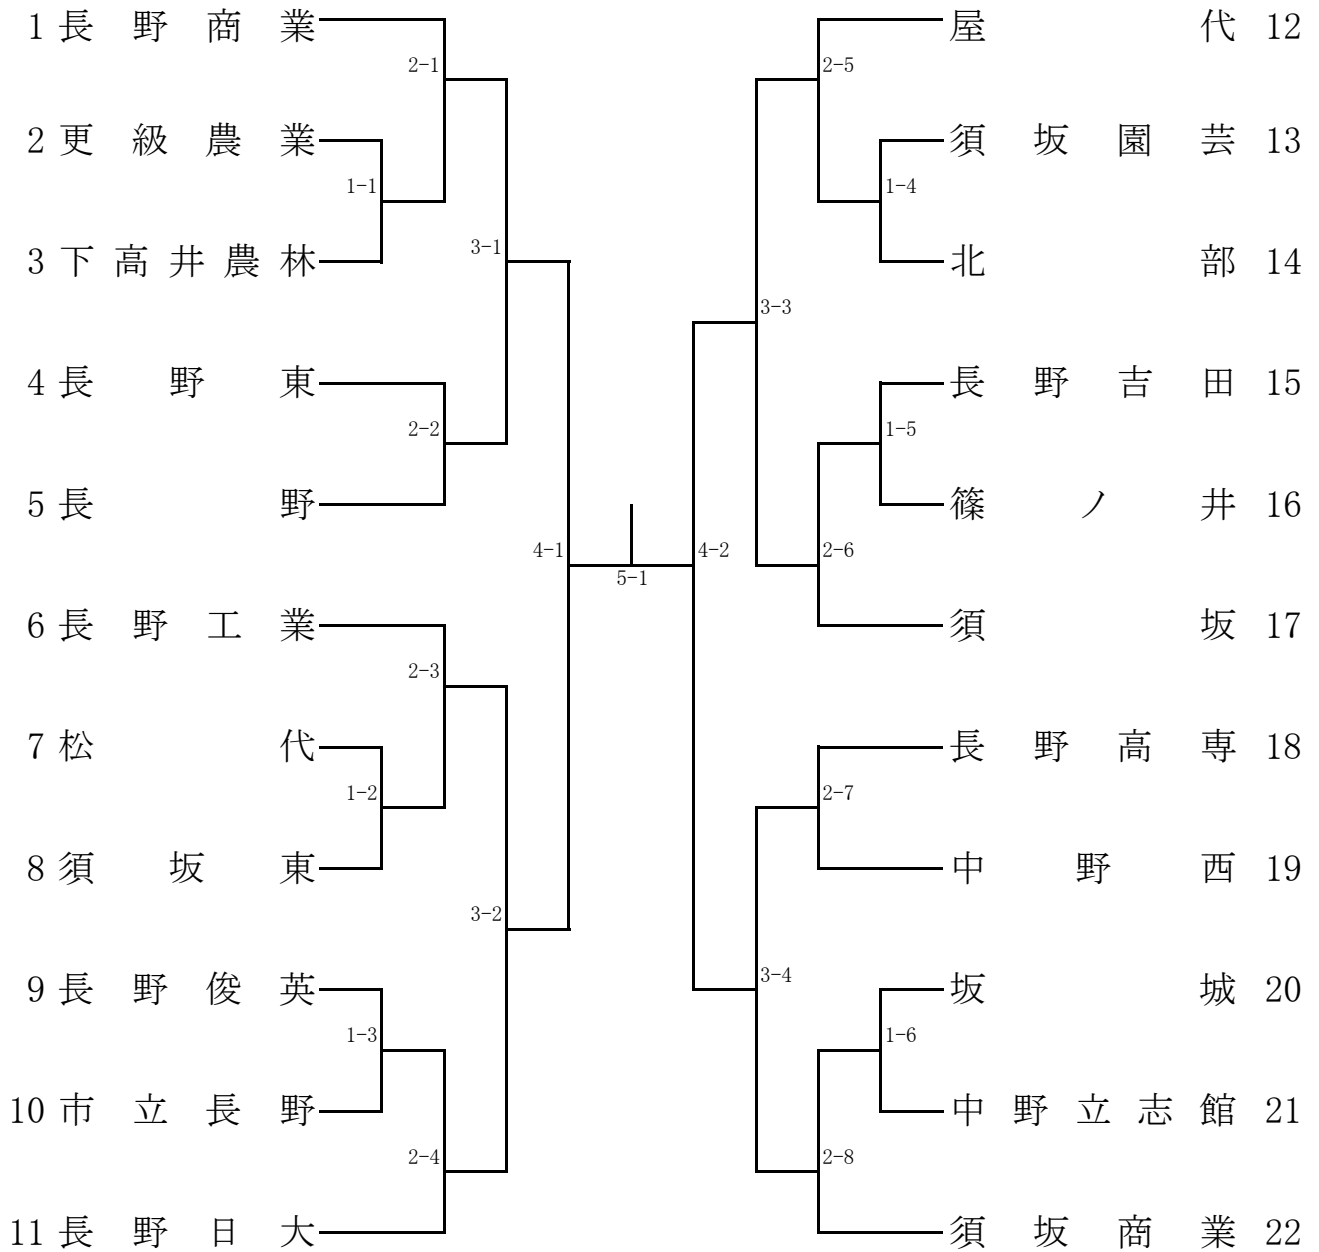 1 長野商業
2-1
2 更級農業
1-1
3 下高井農林
3-1
4 長野東
2-2
5 長野
4-1
6 長野工業
2-3
7 松代
1-2
8 須坂東
3-2
9 長野俊英
1-3
10 市立長野
2-4
11 長野日大
5-1
屋代 12
2-5
須坂園芸 13
1-4
北部 14
3-3
長野吉田 15
1-5
篠ノ井 16
4-2
2-6
須坂 17
長野高専 18
2-7
中野西 19
3-4
坂城 20
1-6
中野立志館 21
2-8
須坂商業 22